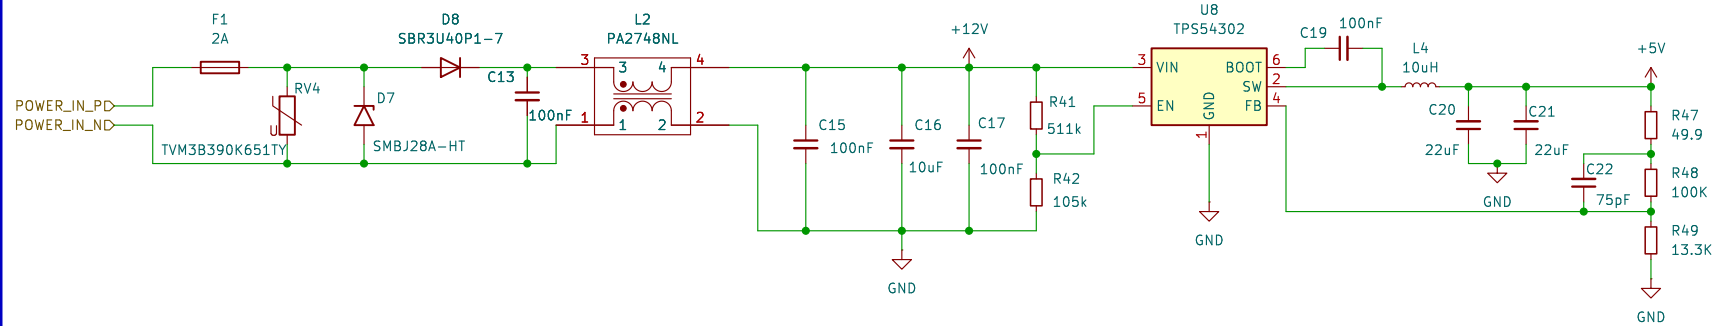 F1
2A
D8
SBR3U40P1-7
L2
PA2748NL
+12V
U8
TPS54302
C19
100nF
L4
10uH
+5V
3
3
4
4
3
VIN
BOOT
6
SW
2
5
EN
FB
4
GND
1
1
1
2
2
POWER_IN_P
POWER_IN_N
RV4
U
TVM3B390K651TY
D7
SMBJ28A-HT
C13
100nF
C15
100nF
C16
10uF
C17
100nF
R41
511k
R42
105k
GND
GND
C20
22uF
C21
22uF
GND
R47
49.9
C22
75pF
R48
100K
R49
13.3K
GND